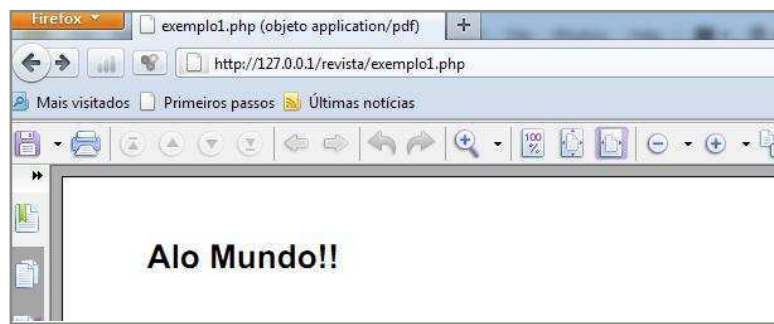 Firefox
exemplo1.php (objeto application/pdf)
http://127.0.0.1/revista/exemplo1.php
Mais visitados Primeiros passos Últimas notícias
100 %
Alo Mundo!!